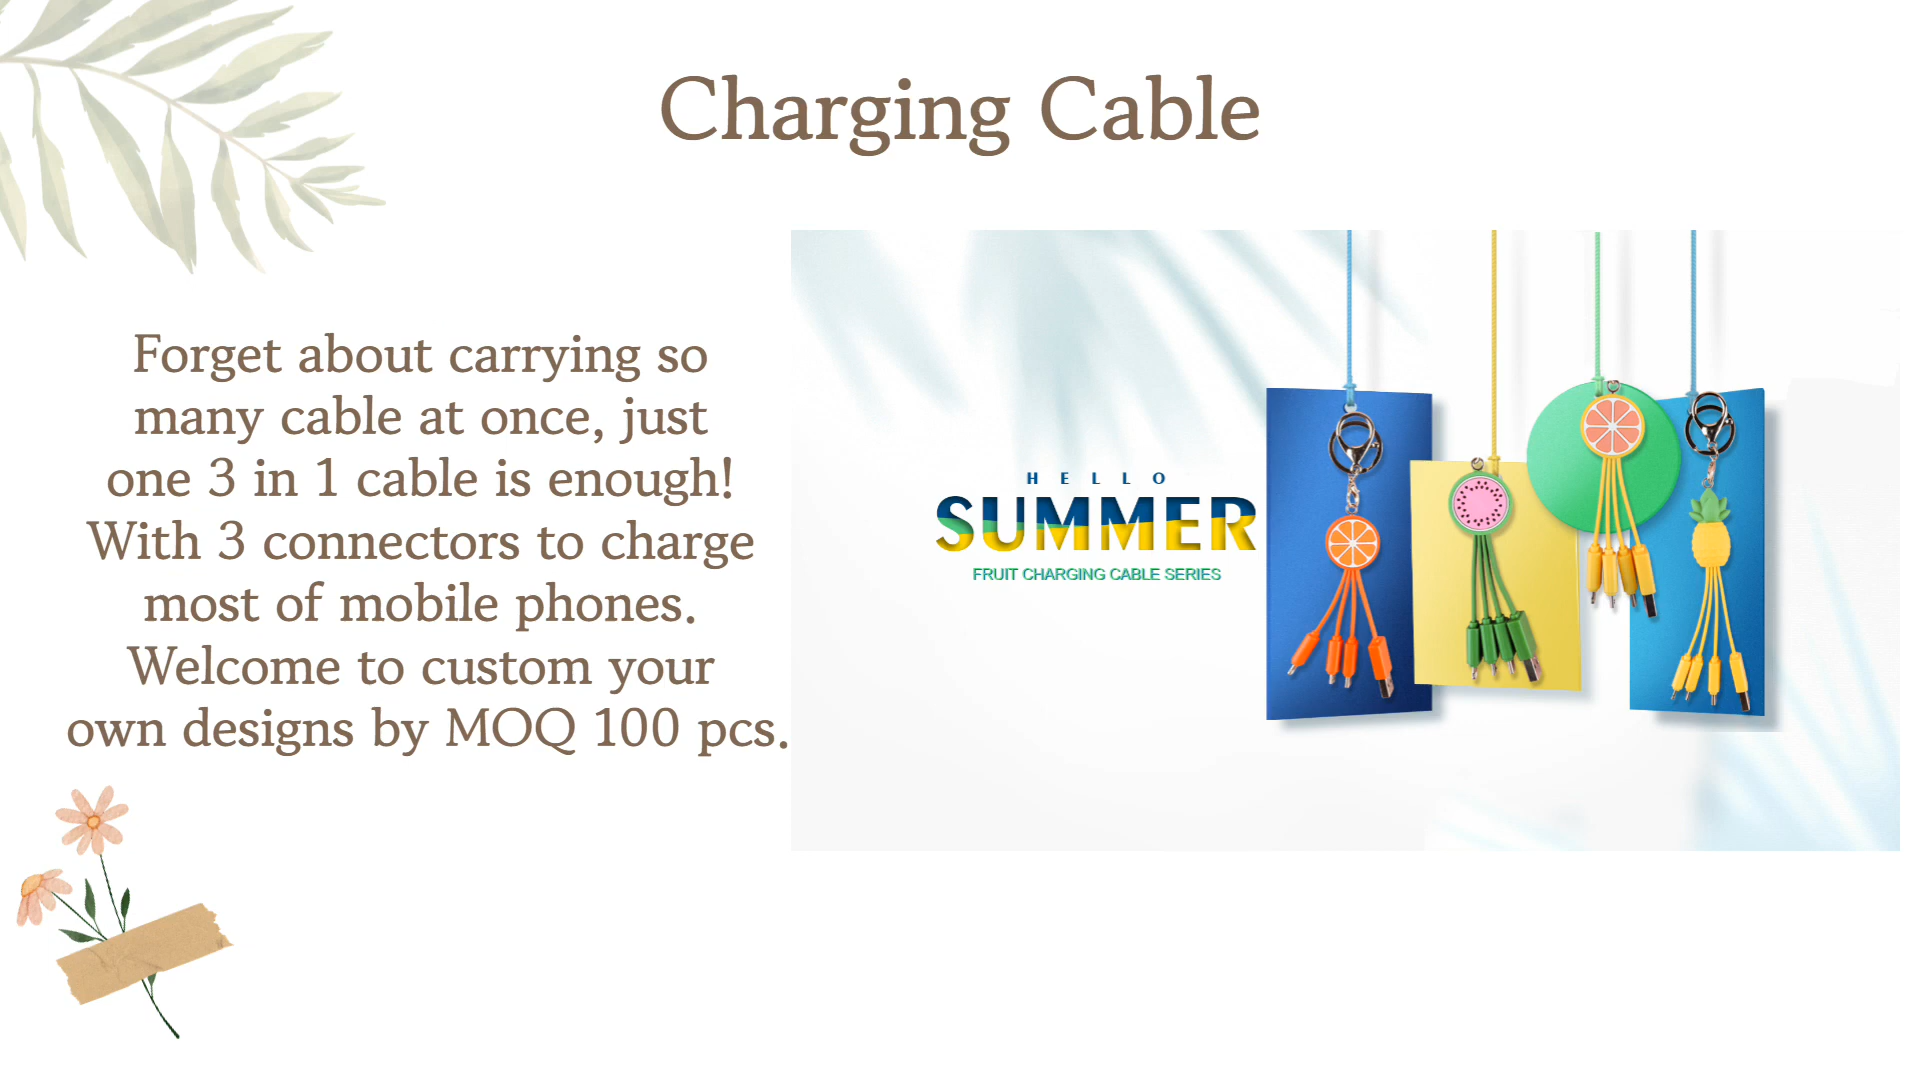 Charging Cable
Forget about carrying so
many cable at once, just
one 3 in 1 cable is enough!
With 3 connectors to charge
most of mobile phones.
Welcome to custom your
own designs by MOQ 100 pcs.
HELLO
SUMMER
FRUIT CHARGING CABLE SERIES